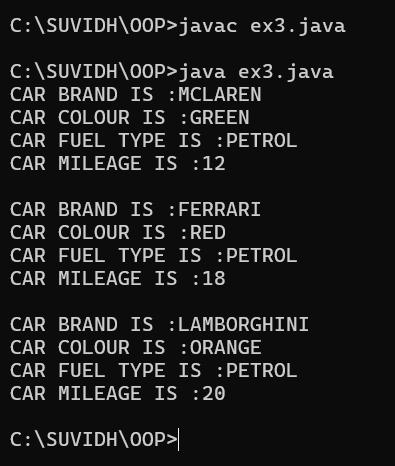 C:\SUVIDH\OOP>javac ex3.java
C:\SUVIDH\OOP>java ex3.java
CAR BRAND IS :MCLAREN
CAR COLOUR IS :GREEN
CAR FUEL TYPE IS :PETROL
CAR MILEAGE IS :12
CAR BRAND IS :FERRARI
CAR COLOUR IS :RED
CAR FUEL TYPE IS :PETROL
CAR MILEAGE IS :18
CAR BRAND IS :LAMBORGHINI
CAR COLOUR IS :ORANGE
CAR FUEL TYPE IS :PETROL
CAR MILEAGE IS :20
C:\SUVIDH\OOP>